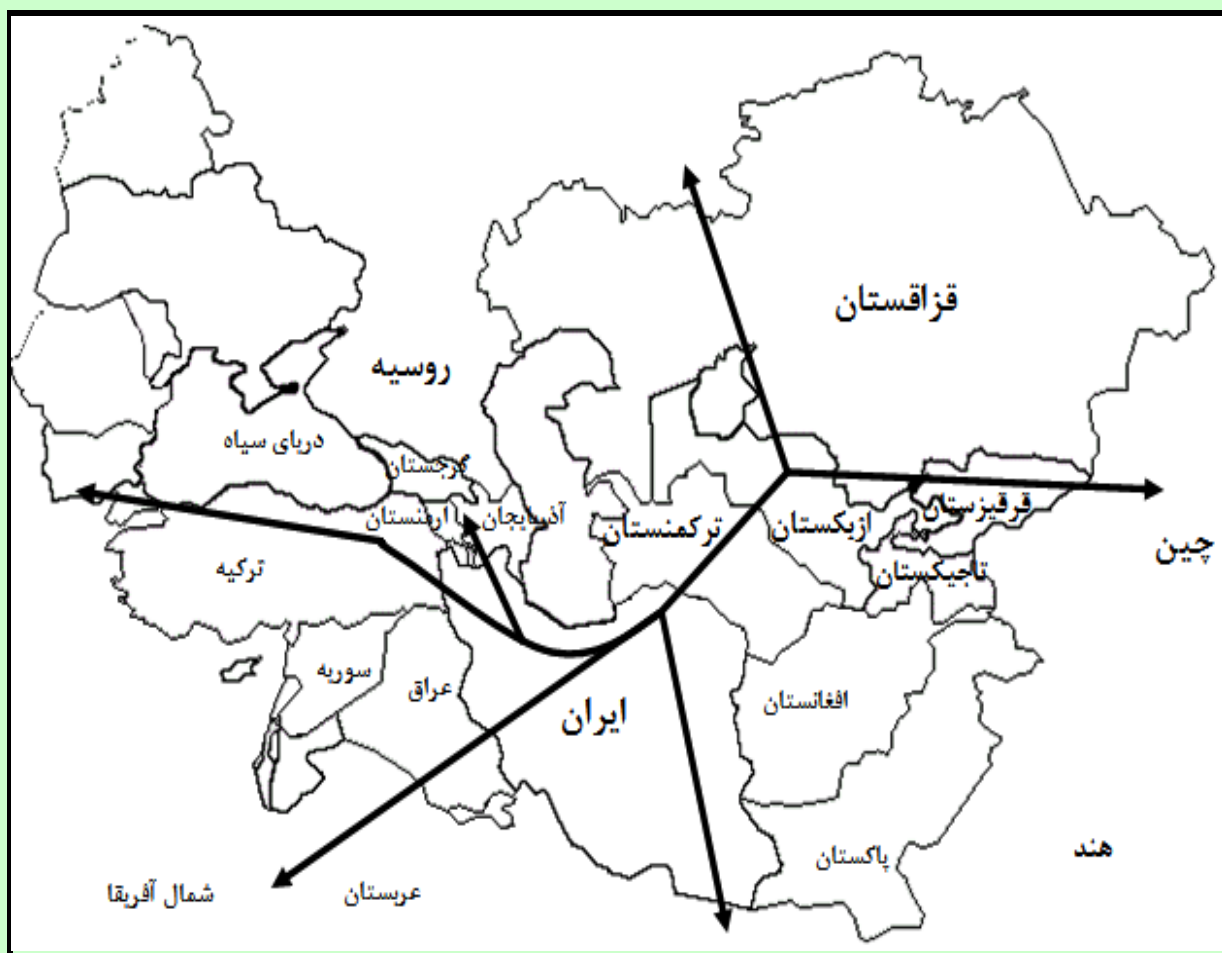 قزاقستان
روسیه
دریای سیاه
گرجستان
ارمنستان
آذربایجان
ترکمنستان
ازبکستان
قرقیزستان
چین
تاجیکستان
ترکیه
سوریه
عراق
ایران
افغانستان
پاکستان
هند
عربستان
شمال آفریقا